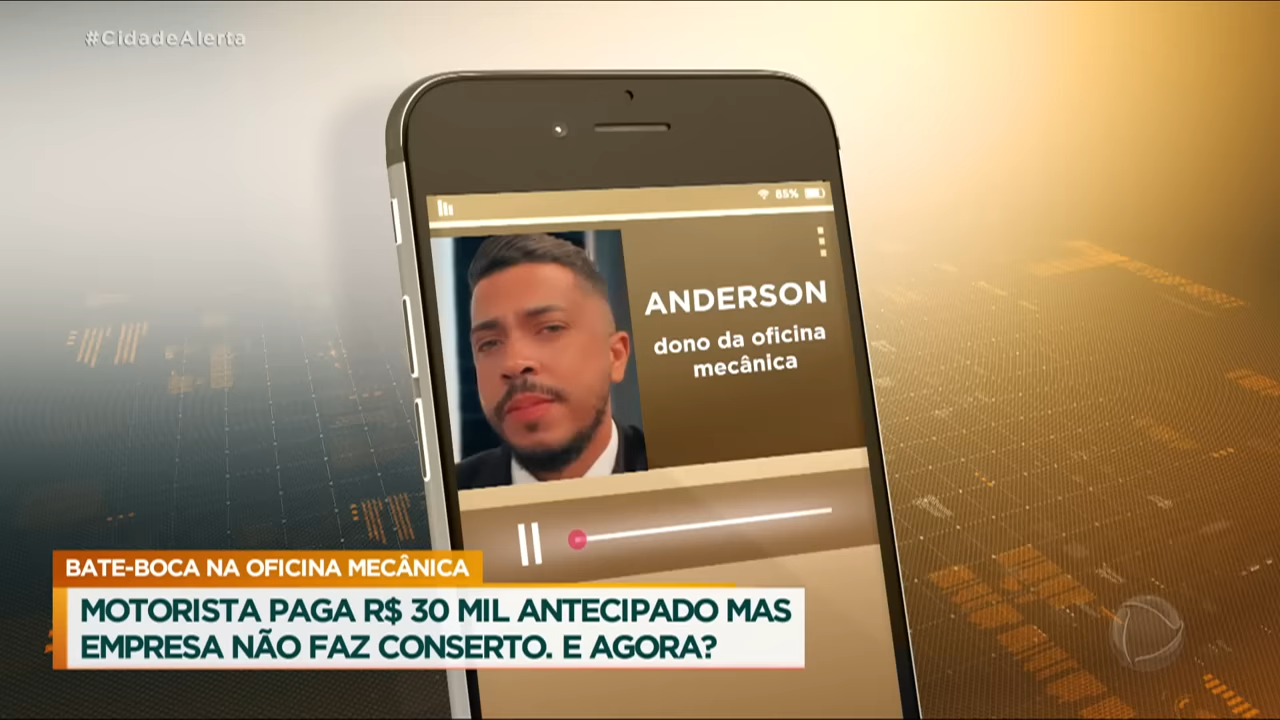 #CidadeAlerta
85%
ANDERSON
dono da oficina
mecânica
BATE-BOCA NA OFICINA MECÂNICA
MOTORISTA PAGA R$ 30 MIL ANTECIPADO MAS
EMPRESA NÃO FAZ CONSERTO. E AGORA?